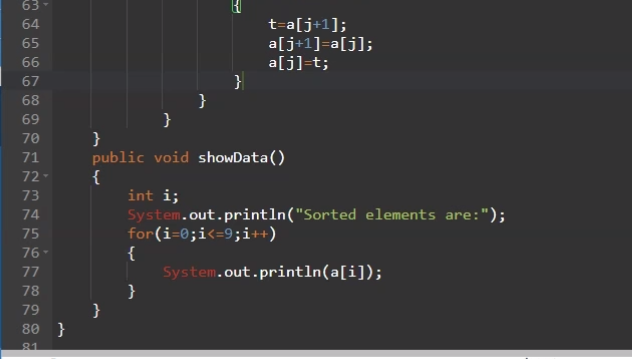 63 {
64 t=a[j+1];
65 a[j+1]=a[j];
66 a[j]=t;
67 }
68 }
69 }
70 }
71 public void showData()
72 {
73 int i;
74 System.out.println("Sorted elements are:");
75 for(i=0;i<=9;i++)
76 {
77 System.out.println(a[i]);
78 }
79 }
80 }
81